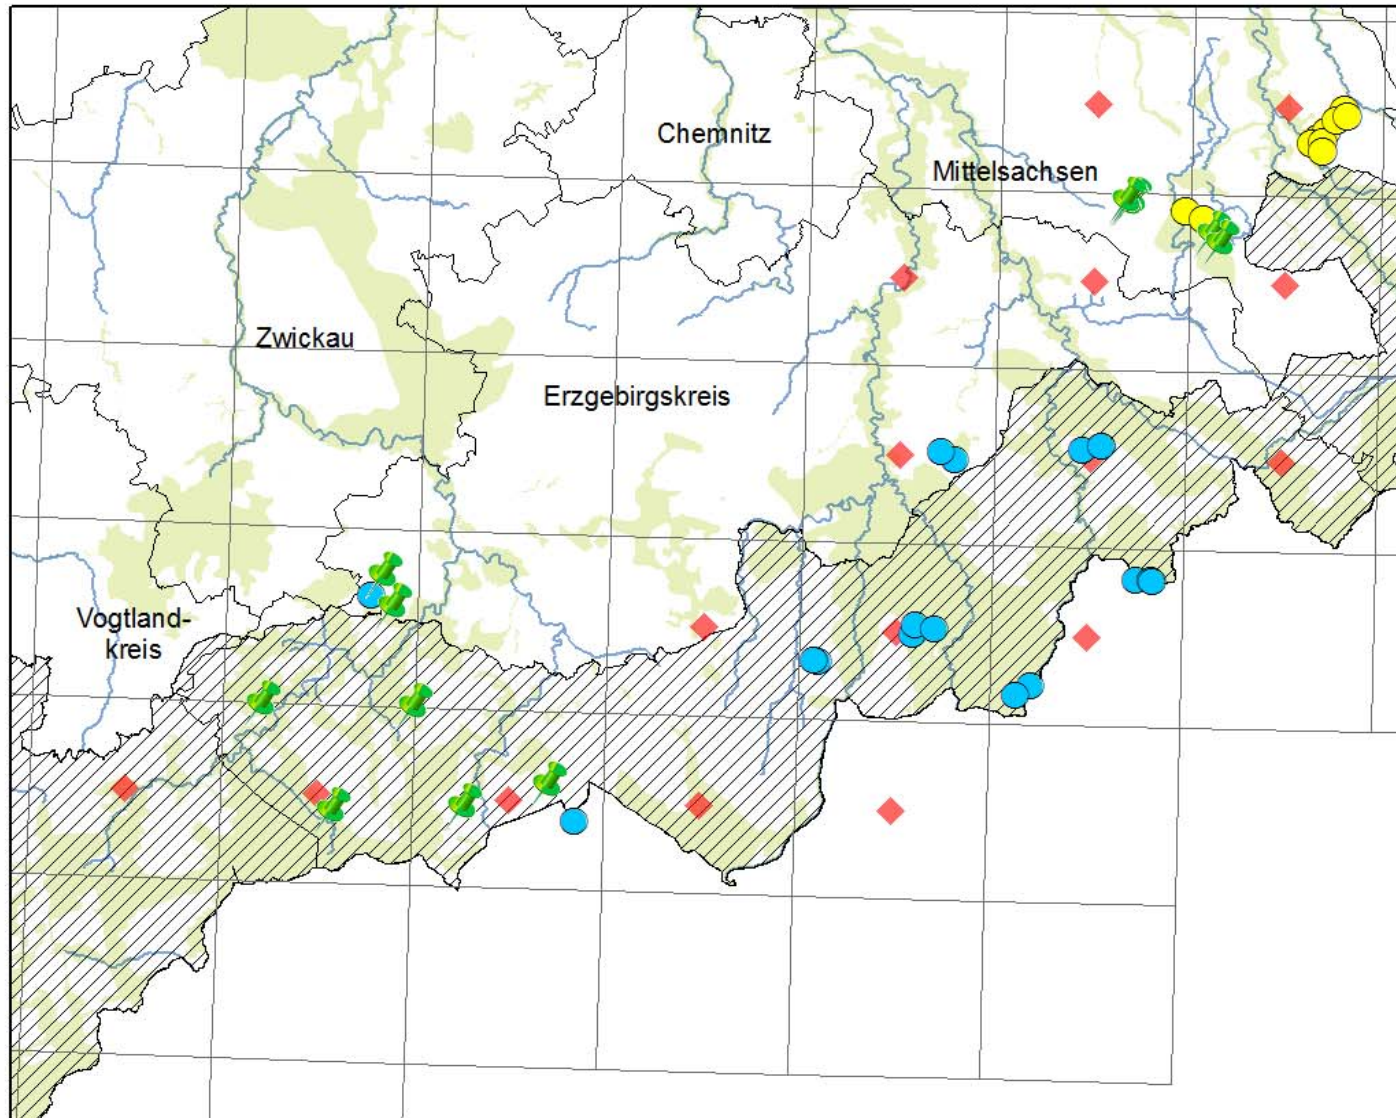 Chemnitz
Mittelsachsen
Zwickau
Erzgebirgskreis
Vogtland-
kreis